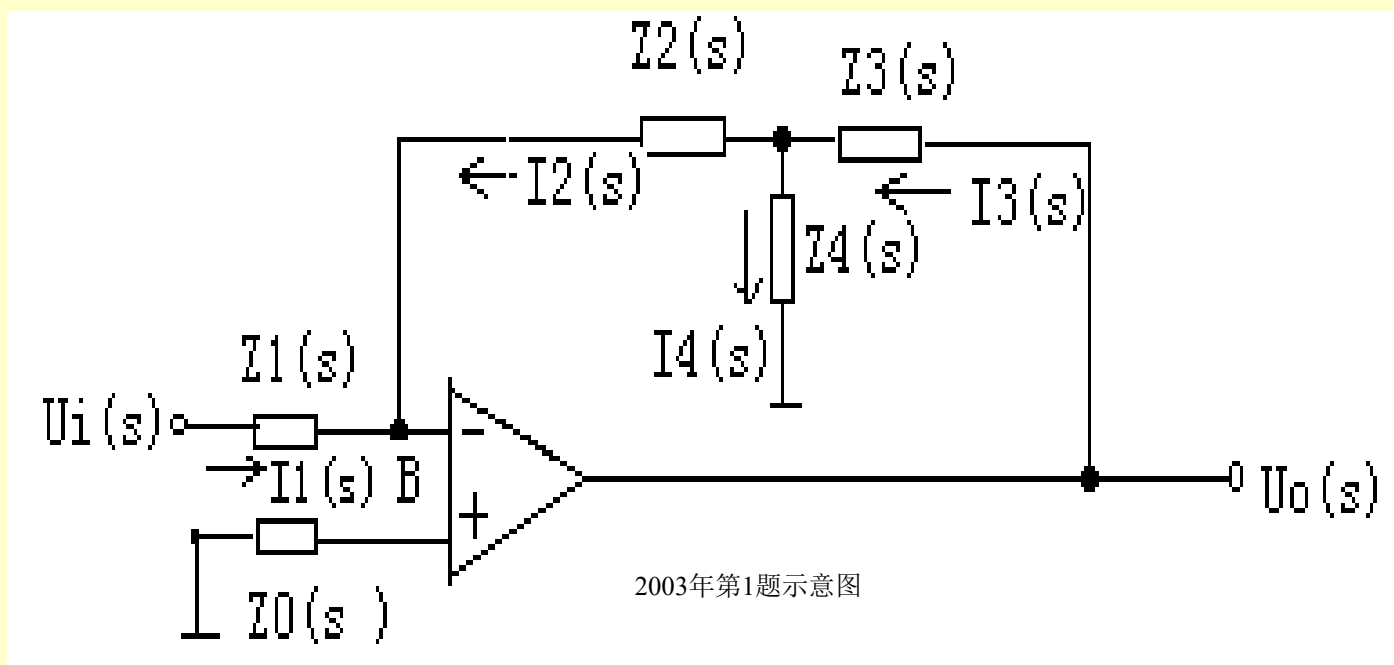 Z2(s)
Z3(s)
I2(s)
I3(s)
Z4(s)
Z1(s)
I4(s)
Ui(s)
-
I1(s) B
Uo(s)
+
2003年第1题示意图
Z0(s )